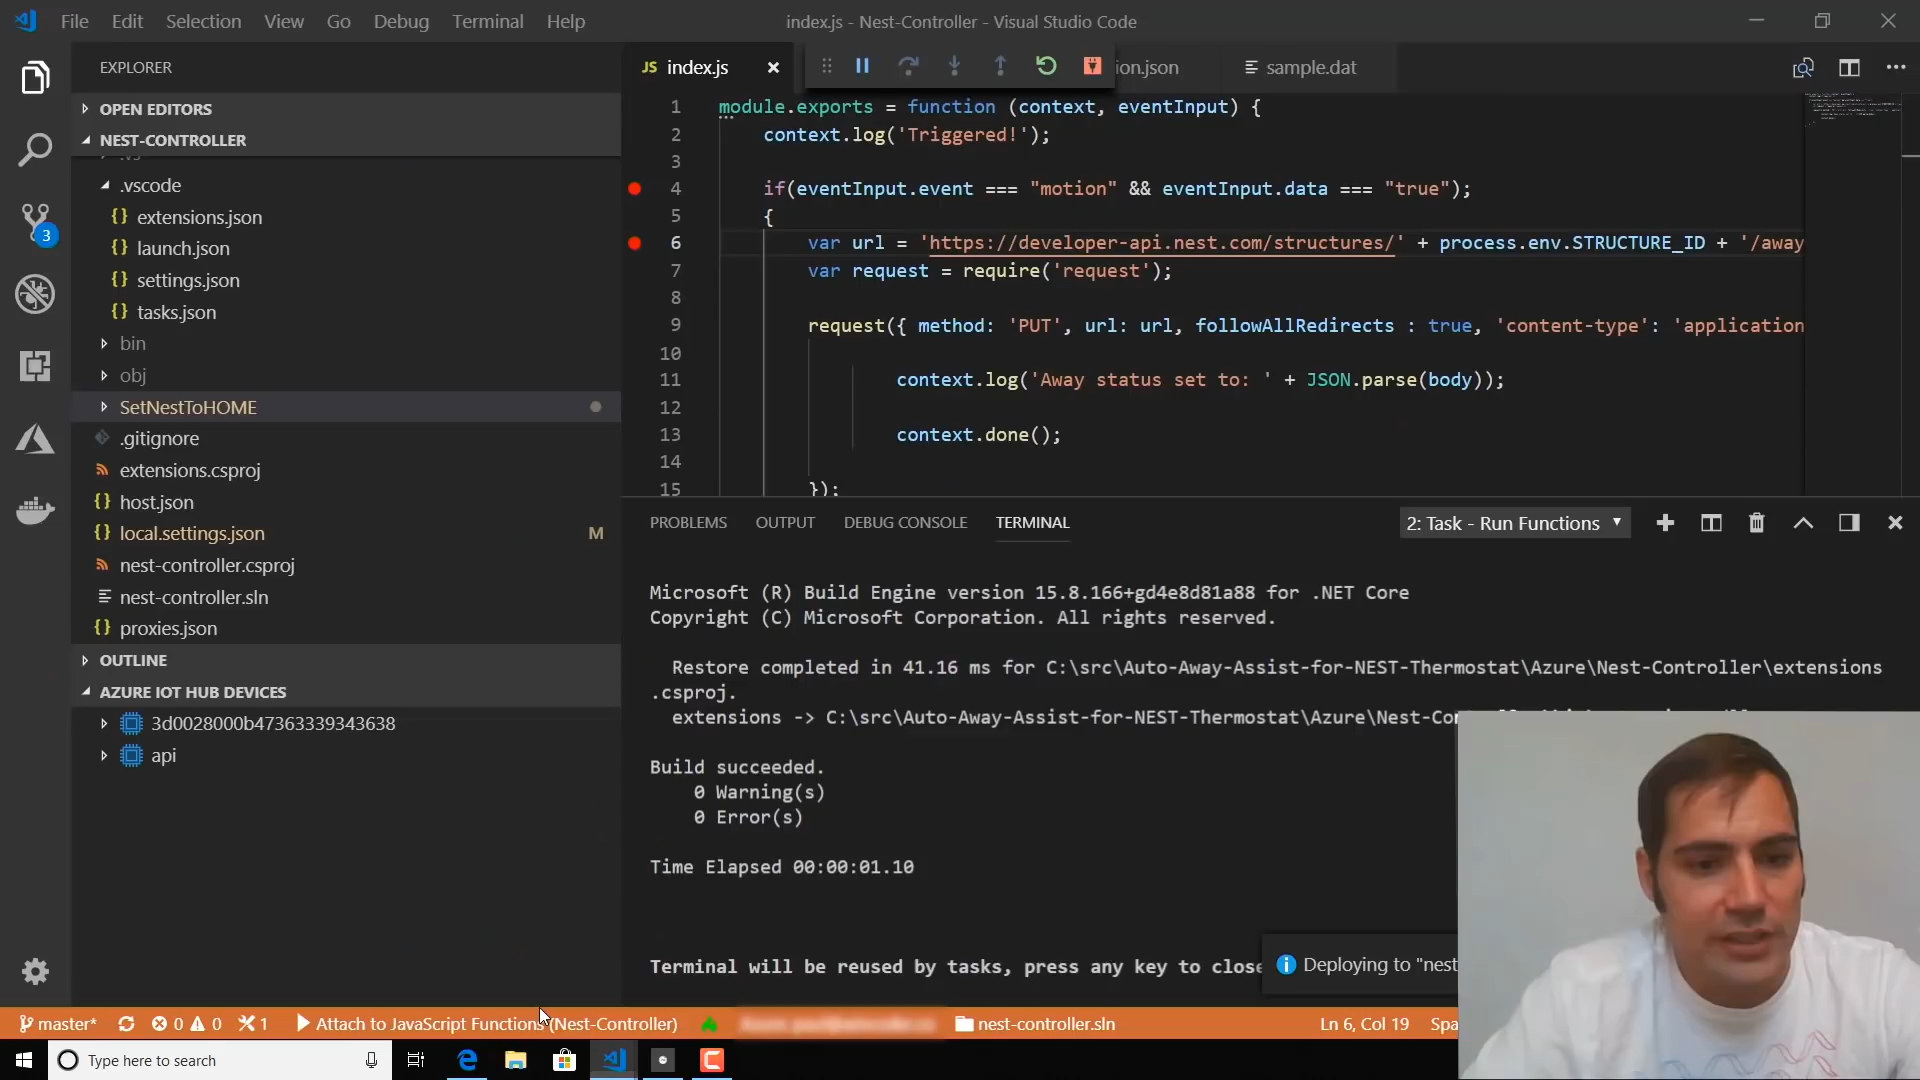 File Edit Selection View Go Debug Terminal Help
index.js - Nest-Controller - Visual Studio Code
EXPLORER
OPEN EDITORS
NEST-CONTROLLER
.vscode
{} extensions.json
{} launch.json
{} settings.json
{} tasks.json
bin
obj
SetNestToHOME
.gitignore
extensions.csproj
{} host.json
{} local.settings.json M
nest-controller.csproj
nest-controller.sln
{} proxies.json
OUTLINE
AZURE IOT HUB DEVICES
3d0028000b47363339343638
api
3
JS index.js
ion.json
sample.dat
1 module.exports = function (context, eventInput) {
2 context.log('Triggered!');
3
4 if(eventInput.event === "motion" && eventInput.data === "true");
5 {
6 var url = 'https://developer-api.nest.com/structures/' + process.env.STRUCTURE_ID + '/away
7 var request = require('request');
8
9 request({ method: 'PUT', url: url, followAllRedirects : true, 'content-type': 'application
10
11 context.log('Away status set to: ' + JSON.parse(body));
12
13 context.done();
14
15 });
PROBLEMS OUTPUT DEBUG CONSOLE TERMINAL
2: Task - Run Functions
Microsoft (R) Build Engine version 15.8.166+gd4e8d81a88 for .NET Core
Copyright (C) Microsoft Corporation. All rights reserved.
Restore completed in 41.16 ms for C:\src\Auto-Away-Assist-for-NEST-Thermostat\Azure\Nest-Controller\extensions
.csproj.
extensions -> C:\src\Auto-Away-Assist-for-NEST-Thermostat\Azure\Nest-Co
Build succeeded.
0 Warning(s)
0 Error(s)
Time Elapsed 00:00:01.10
Terminal will be reused by tasks, press any key to close
Deploying to "nest
master* 0 0 1 Attach to JavaScript Functions (Nest-Controller)
nest-controller.sln
Ln 6, Col 19 Spa
Type here to search